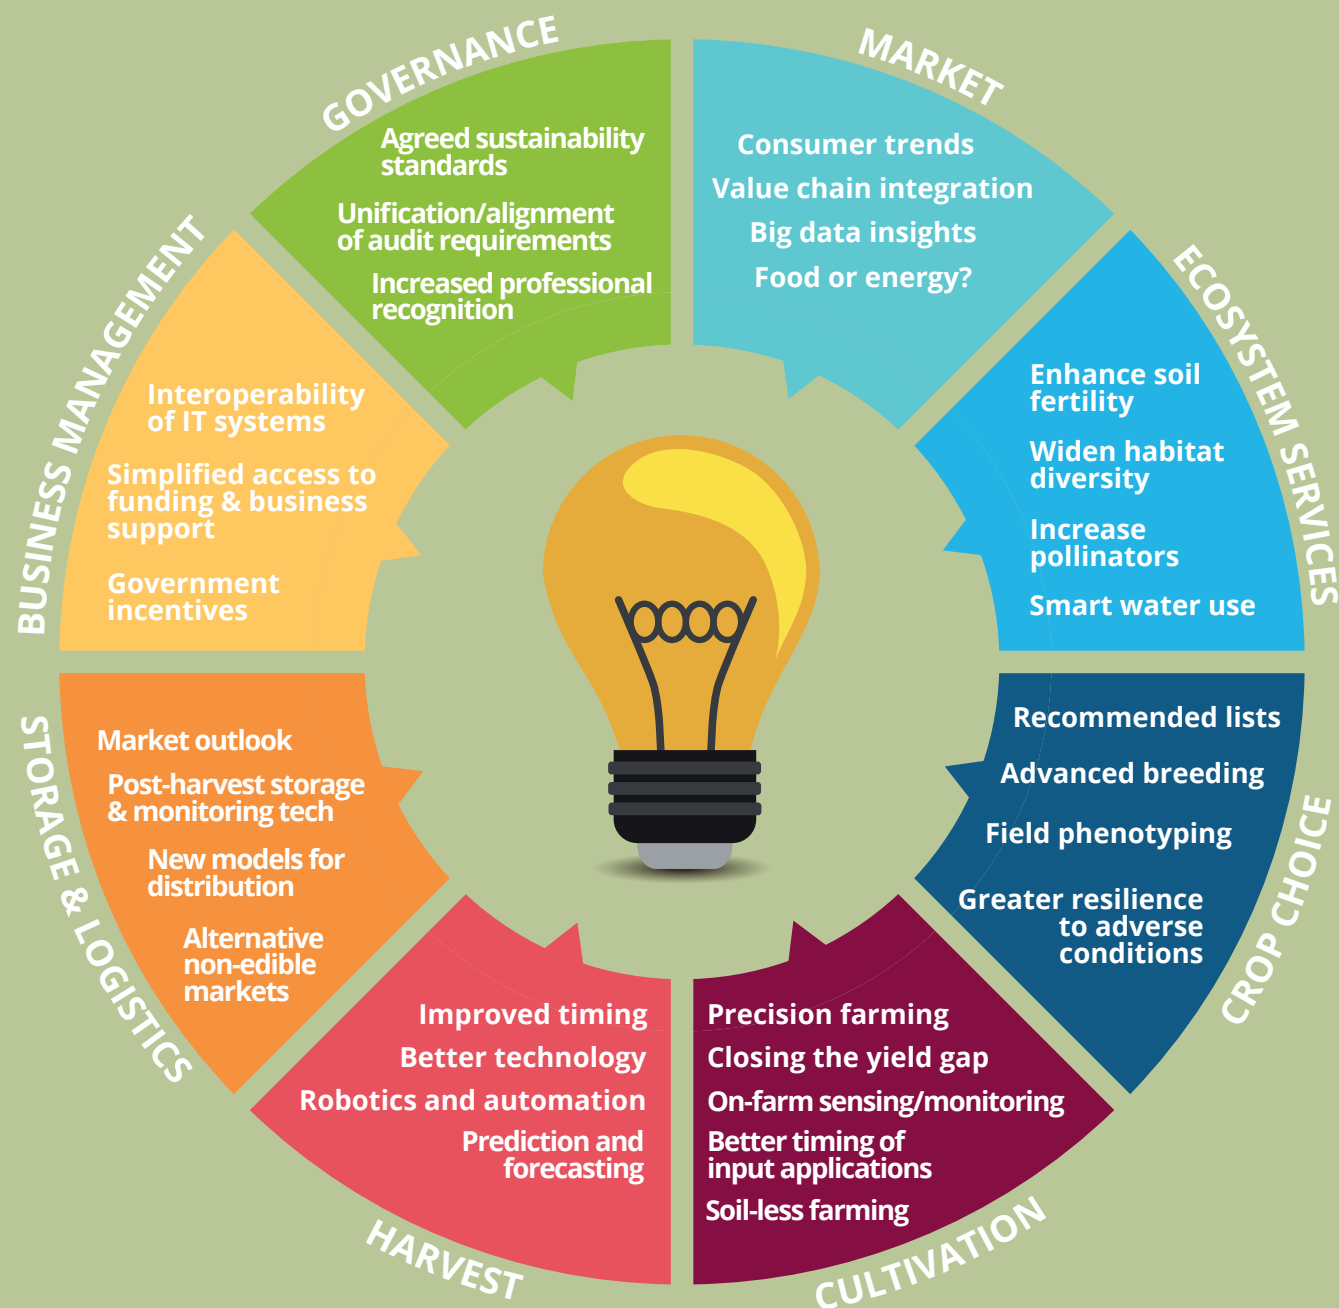 GOVERNANCE
Agreed sustainability
standards
Unification/alignment
of audit requirements
Increased professional
recognition
MARKET
Consumer trends
Value chain integration
Big data insights
Food or energy?
ECOSYSTEM SERVICES
Enhance soil
fertility
Widen habitat
diversity
Increase
pollinators
Smart water use
CROP CHOICE
Recommended lists
Advanced breeding
Field phenotyping
Greater resilience
to adverse
conditions
CULTIVATION
Precision farming
Closing the yield gap
On-farm sensing/monitoring
Better timing of
input applications
Soil-less farming
HARVEST
Improved timing
Better technology
Robotics and automation
Prediction and
forecasting
STORAGE & LOGISTICS
Market outlook
Post-harvest storage
& monitoring tech
New models for
distribution
Alternative
non-edible
markets
BUSINESS MANAGEMENT
Interoperability
of IT systems
Simplified access to
funding & business
support
Government
incentives